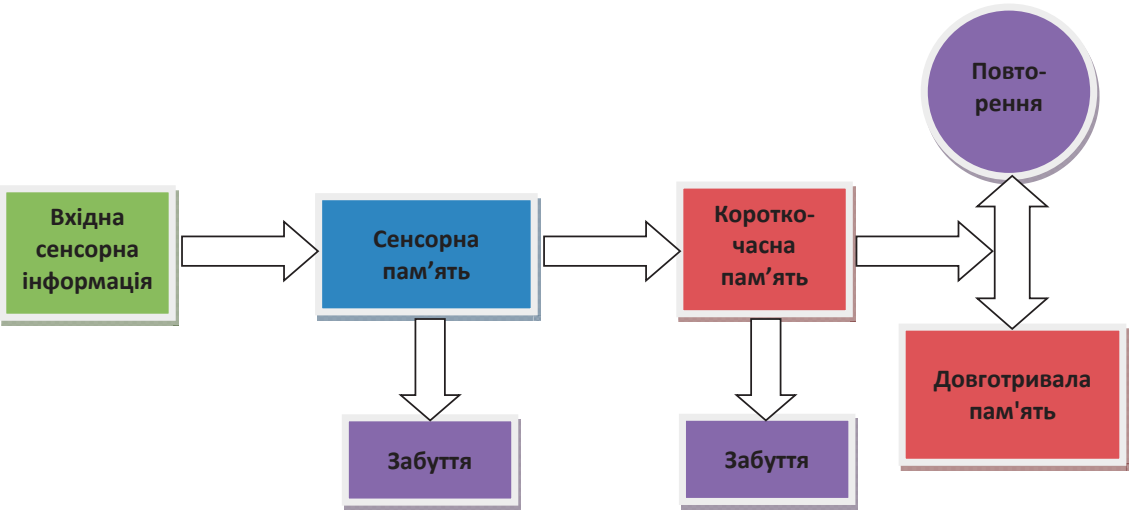 Повто-
рення
Вхідна
сенсорна
інформація
Сенсорна
пам’ять
Коротко-
часна
пам’ять
Довготривала
пам'ять
Забуття
Забуття